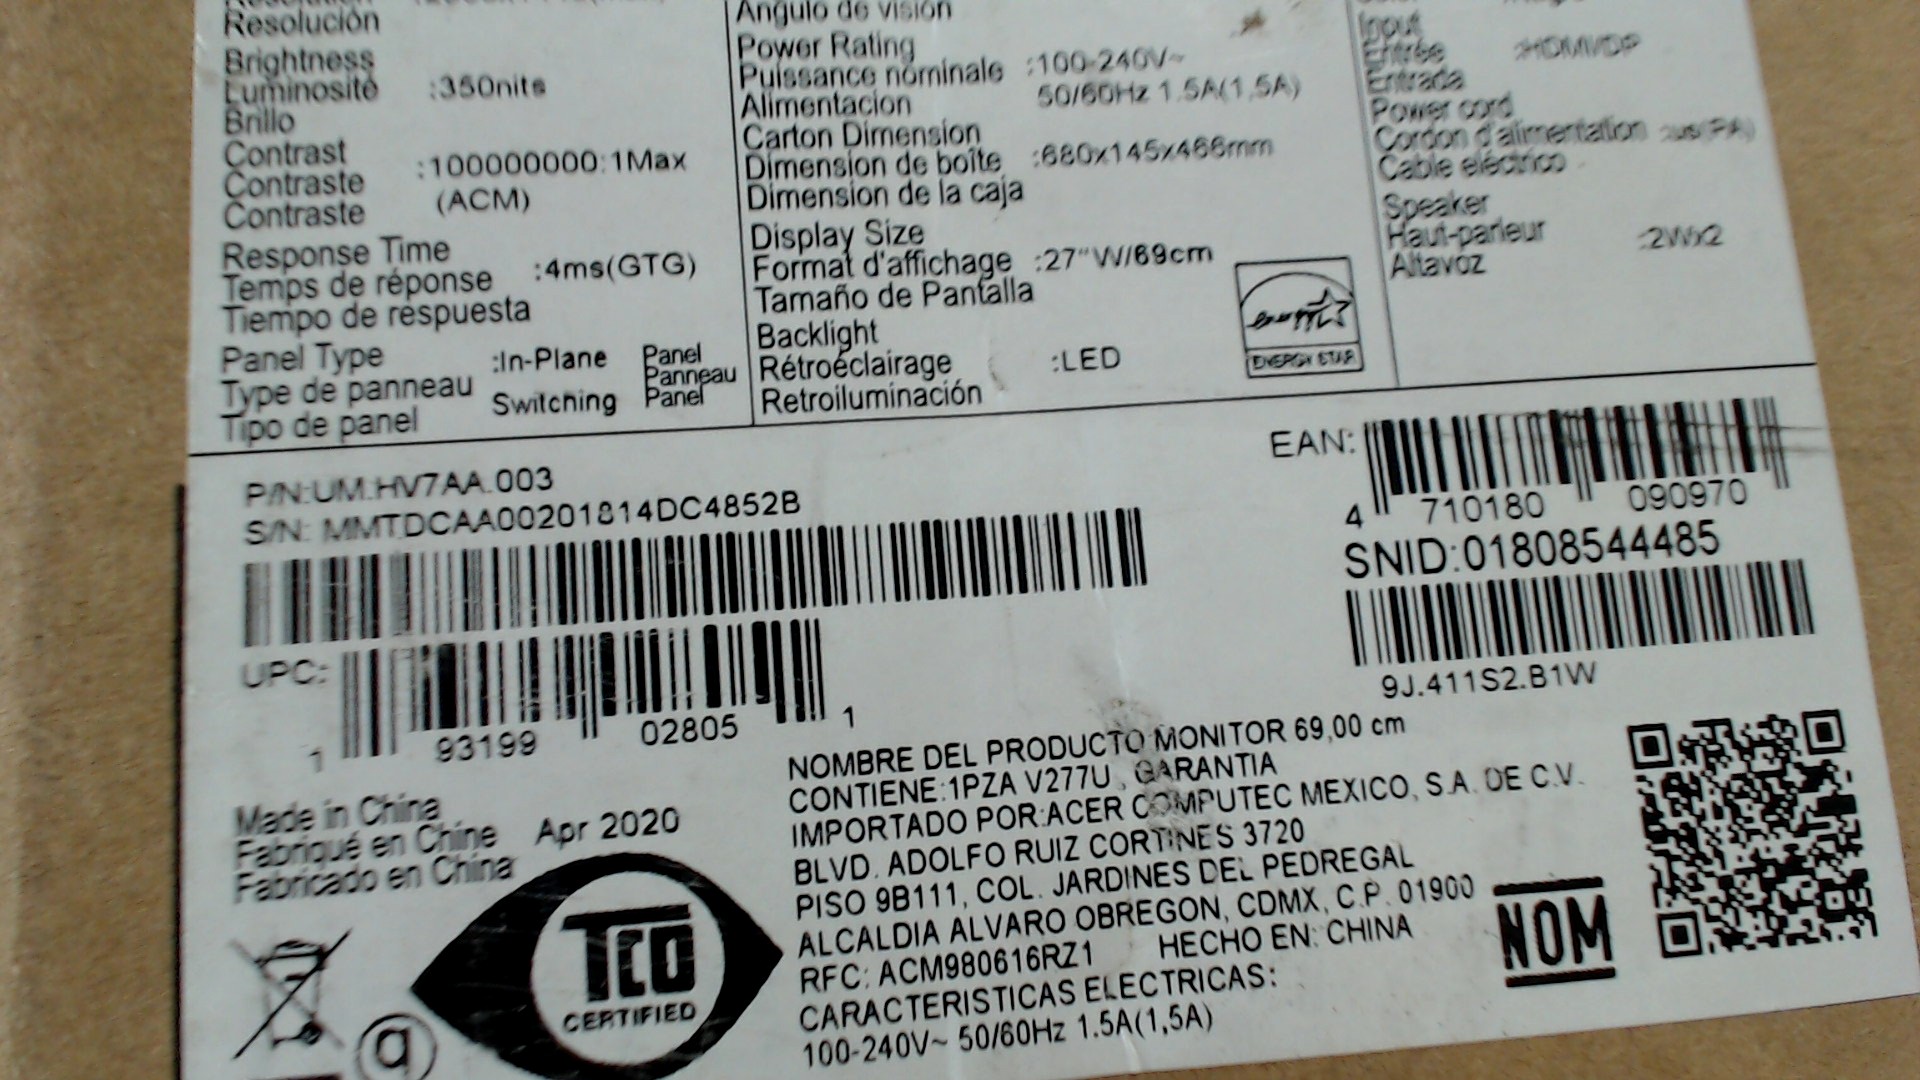 Resolución
Brightness
Luminosité :350nits
Brillo
Contrast
Contraste :100000000:1Max
Contraste (ACM)
Response Time
Temps de réponse :4ms(GTG)
Tiempo de respuesta
Panel Type
Type de panneau :In-Plane Switching
Tipo de panel
Panel
Panneau
Panel
Angulo de visión
Power Rating
Puissance nominale :100-240V~
Alimentacion 50/60Hz 1.5A(1,5A)
Carton Dimension
Dimension de boîte :680x145x466mm
Dimension de la caja
Display Size
Format d'affichage :27"W/69cm
Tamaño de Pantalla
Backlight
Rétroéclairage :LED
Retroiluminación
ENERGY STAR
Input
Entrée
Entrada
Power cord
Cordon d'alimentation
Cable eléctrico
Speaker
Haut-parleur :2Wx2
Altavoz
P/N:UM.HV7AA.003
S/N: MMTDCAA00201814DC4852B
EAN:
4 710180 090970
SNID:01808544485
9J.411S2.B1W
UPC:
1 93199 02805 1
Made in China
Fabriqué en Chine Apr 2020
Fabricado en China
TCO
CERTIFIED
NOMBRE DEL PRODUCTO MONITOR 69,00 cm
CONTIENE:1PZA V277U , GARANTIA
IMPORTADO POR:ACER COMPUTEC MEXICO, S.A. DE C.V.
BLVD. ADOLFO RUIZ CORTINES 3720
PISO 9B111, COL. JARDINES DEL PEDREGAL
ALCALDIA ALVARO OBREGON, CDMX, C.P. 01900
RFC: ACM980616RZ1 HECHO EN: CHINA
CARACTERISTICAS ELECTRICAS:
100-240V~ 50/60Hz 1.5A(1,5A)
NOM